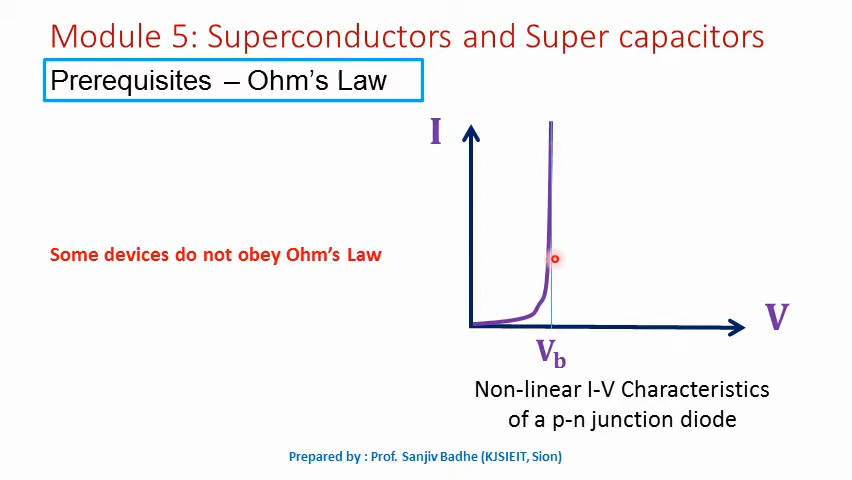 Module 5: Superconductors and Super capacitors
Prerequisites – Ohm's Law
I
Some devices do not obey Ohm's Law
V
Vb
Non-linear I-V Characteristics
of a p-n junction diode
Prepared by : Prof. Sanjiv Badhe (KJSIEIT, Sion)